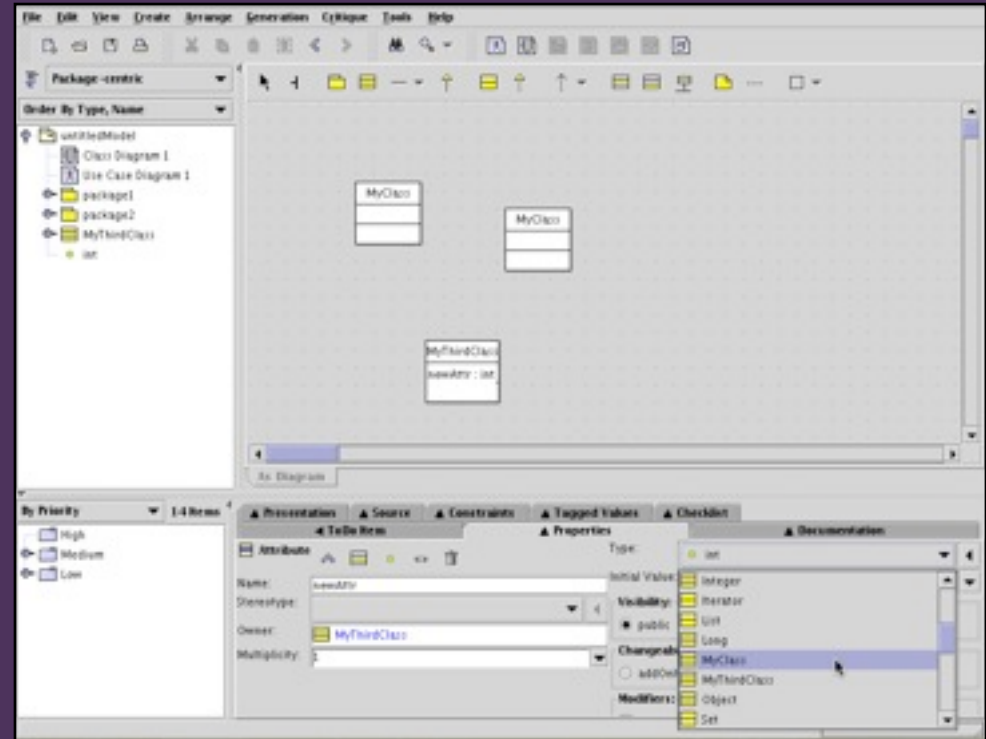 File Edit View Create Arrange Generation Critique Tools Help
Package-centric
Order By Type, Name
untitledModel
Class Diagram 1
Use Case Diagram 1
package1
package2
MyThirdClass
int
MyClass
MyClass
MyThirdClass
newAttr : int
As Diagram
By Priority 14 Items
High
Medium
Low
Presentation Source Constraints Tagged Values Checklist
ToDo Item Properties Documentation
Attribute
Name: newAttr
Stereotype:
Owner: MyThirdClass
Multiplicity: 1
Type: int
Initial Value:
Visibility:
public
Changeab
addOnl
Modifiers:
Integer
Iterator
List
Long
MyClass
MyThirdClass
Object
Set